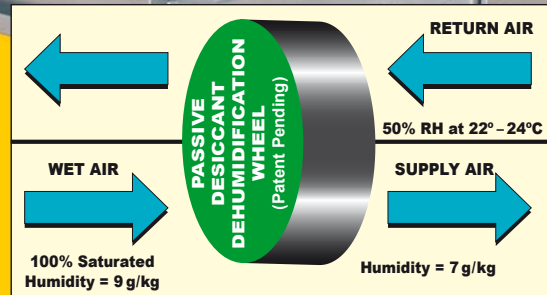 RETURN AIR
50% RH at 22º – 24ºC
PASSIVE
DESICCANT
DEHUMIDIFICATION
WHEEL
(Patent Pending)
WET AIR
100% Saturated
Humidity = 9 g/kg
SUPPLY AIR
Humidity = 7 g/kg